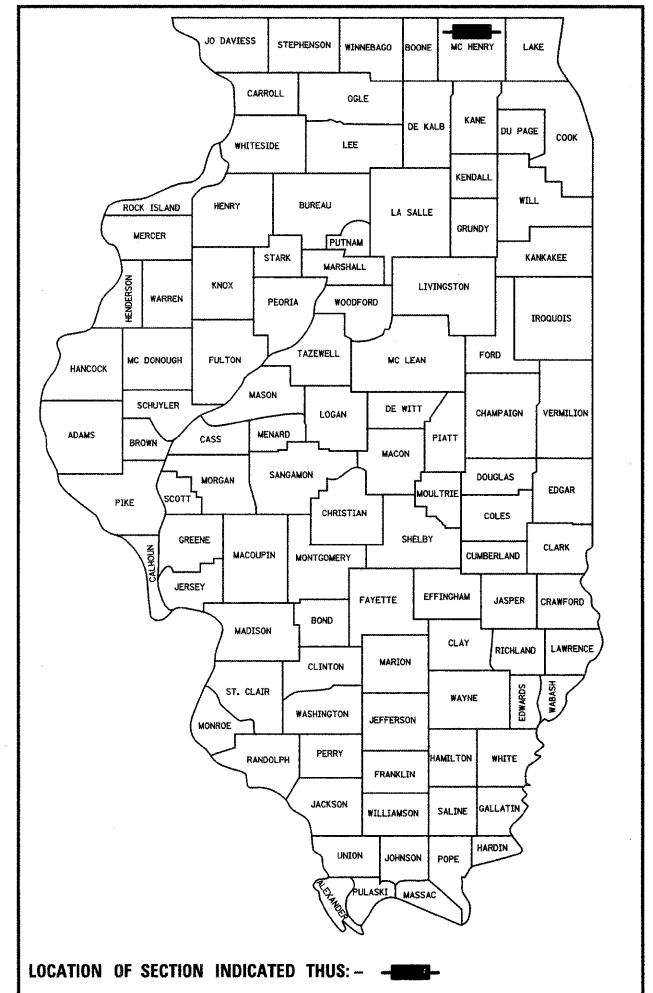 JO DAVIESS
STEPHENSON
WINNEBAGO
BOONE
MC HENRY
LAKE
CARROLL
OGLE
DE KALB
KANE
DU PAGE
COOK
WHITESIDE
LEE
KENDALL
WILL
ROCK ISLAND
HENRY
BUREAU
LA SALLE
GRUNDY
MERCER
PUTNAM
KANKAKEE
STARK
MARSHALL
HENDERSON
WARREN
KNOX
PEORIA
WOODFORD
LIVINGSTON
IROQUOIS
HANCOCK
MC DONOUGH
FULTON
TAZEWELL
MC LEAN
FORD
SCHUYLER
MASON
LOGAN
DE WITT
CHAMPAIGN
VERMILION
ADAMS
BROWN
CASS
MENARD
PIATT
MACON
MORGAN
SANGAMON
DOUGLAS
PIKE
SCOTT
CHRISTIAN
MOULTRIE
EDGAR
COLES
GREENE
MACOUPIN
MONTGOMERY
SHELBY
CUMBERLAND
CLARK
CALHOUN
JERSEY
FAYETTE
EFFINGHAM
JASPER
CRAWFORD
MADISON
BOND
CLAY
RICHLAND
LAWRENCE
CLINTON
MARION
ST. CLAIR
WAYNE
EDWARDS
WABASH
MONROE
WASHINGTON
JEFFERSON
RANDOLPH
PERRY
HAMILTON
WHITE
FRANKLIN
JACKSON
WILLIAMSON
SALINE
GALLATIN
UNION
JOHNSON
POPE
HARDIN
ALEXANDER
PULASKI
MASSAC
LOCATION OF SECTION INDICATED THUS: –